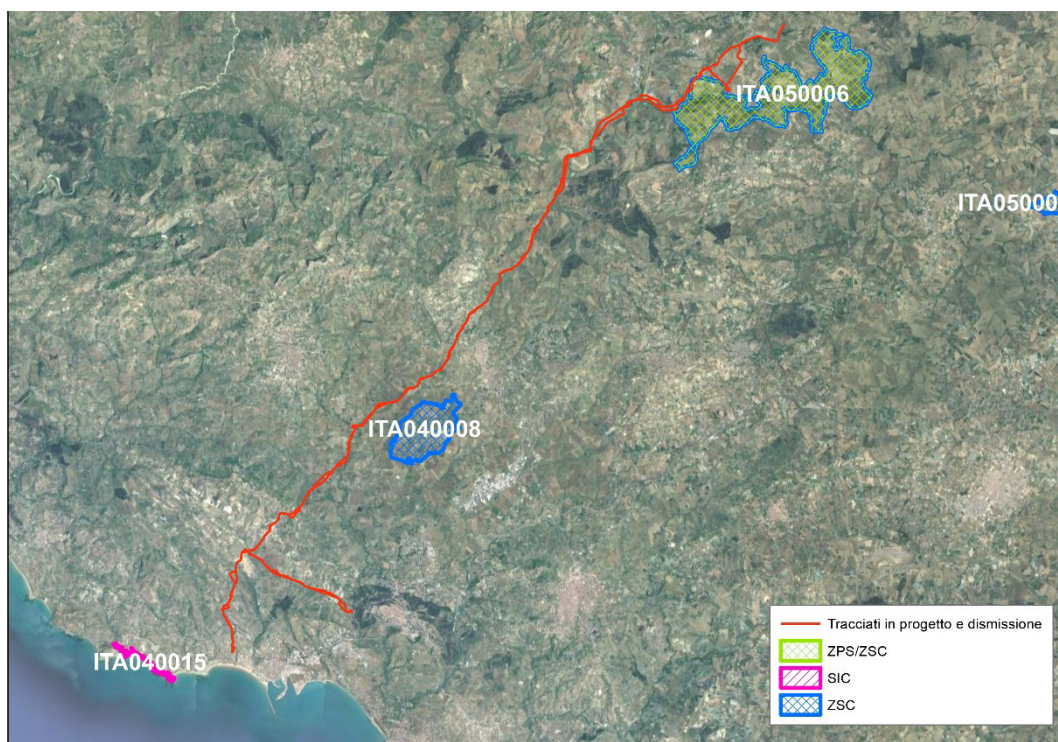 ITA050006
ITA05000
ITA040008
ITA040015
Tracciati in progetto e dismissione
ZPS/ZSC
SIC
ZSC